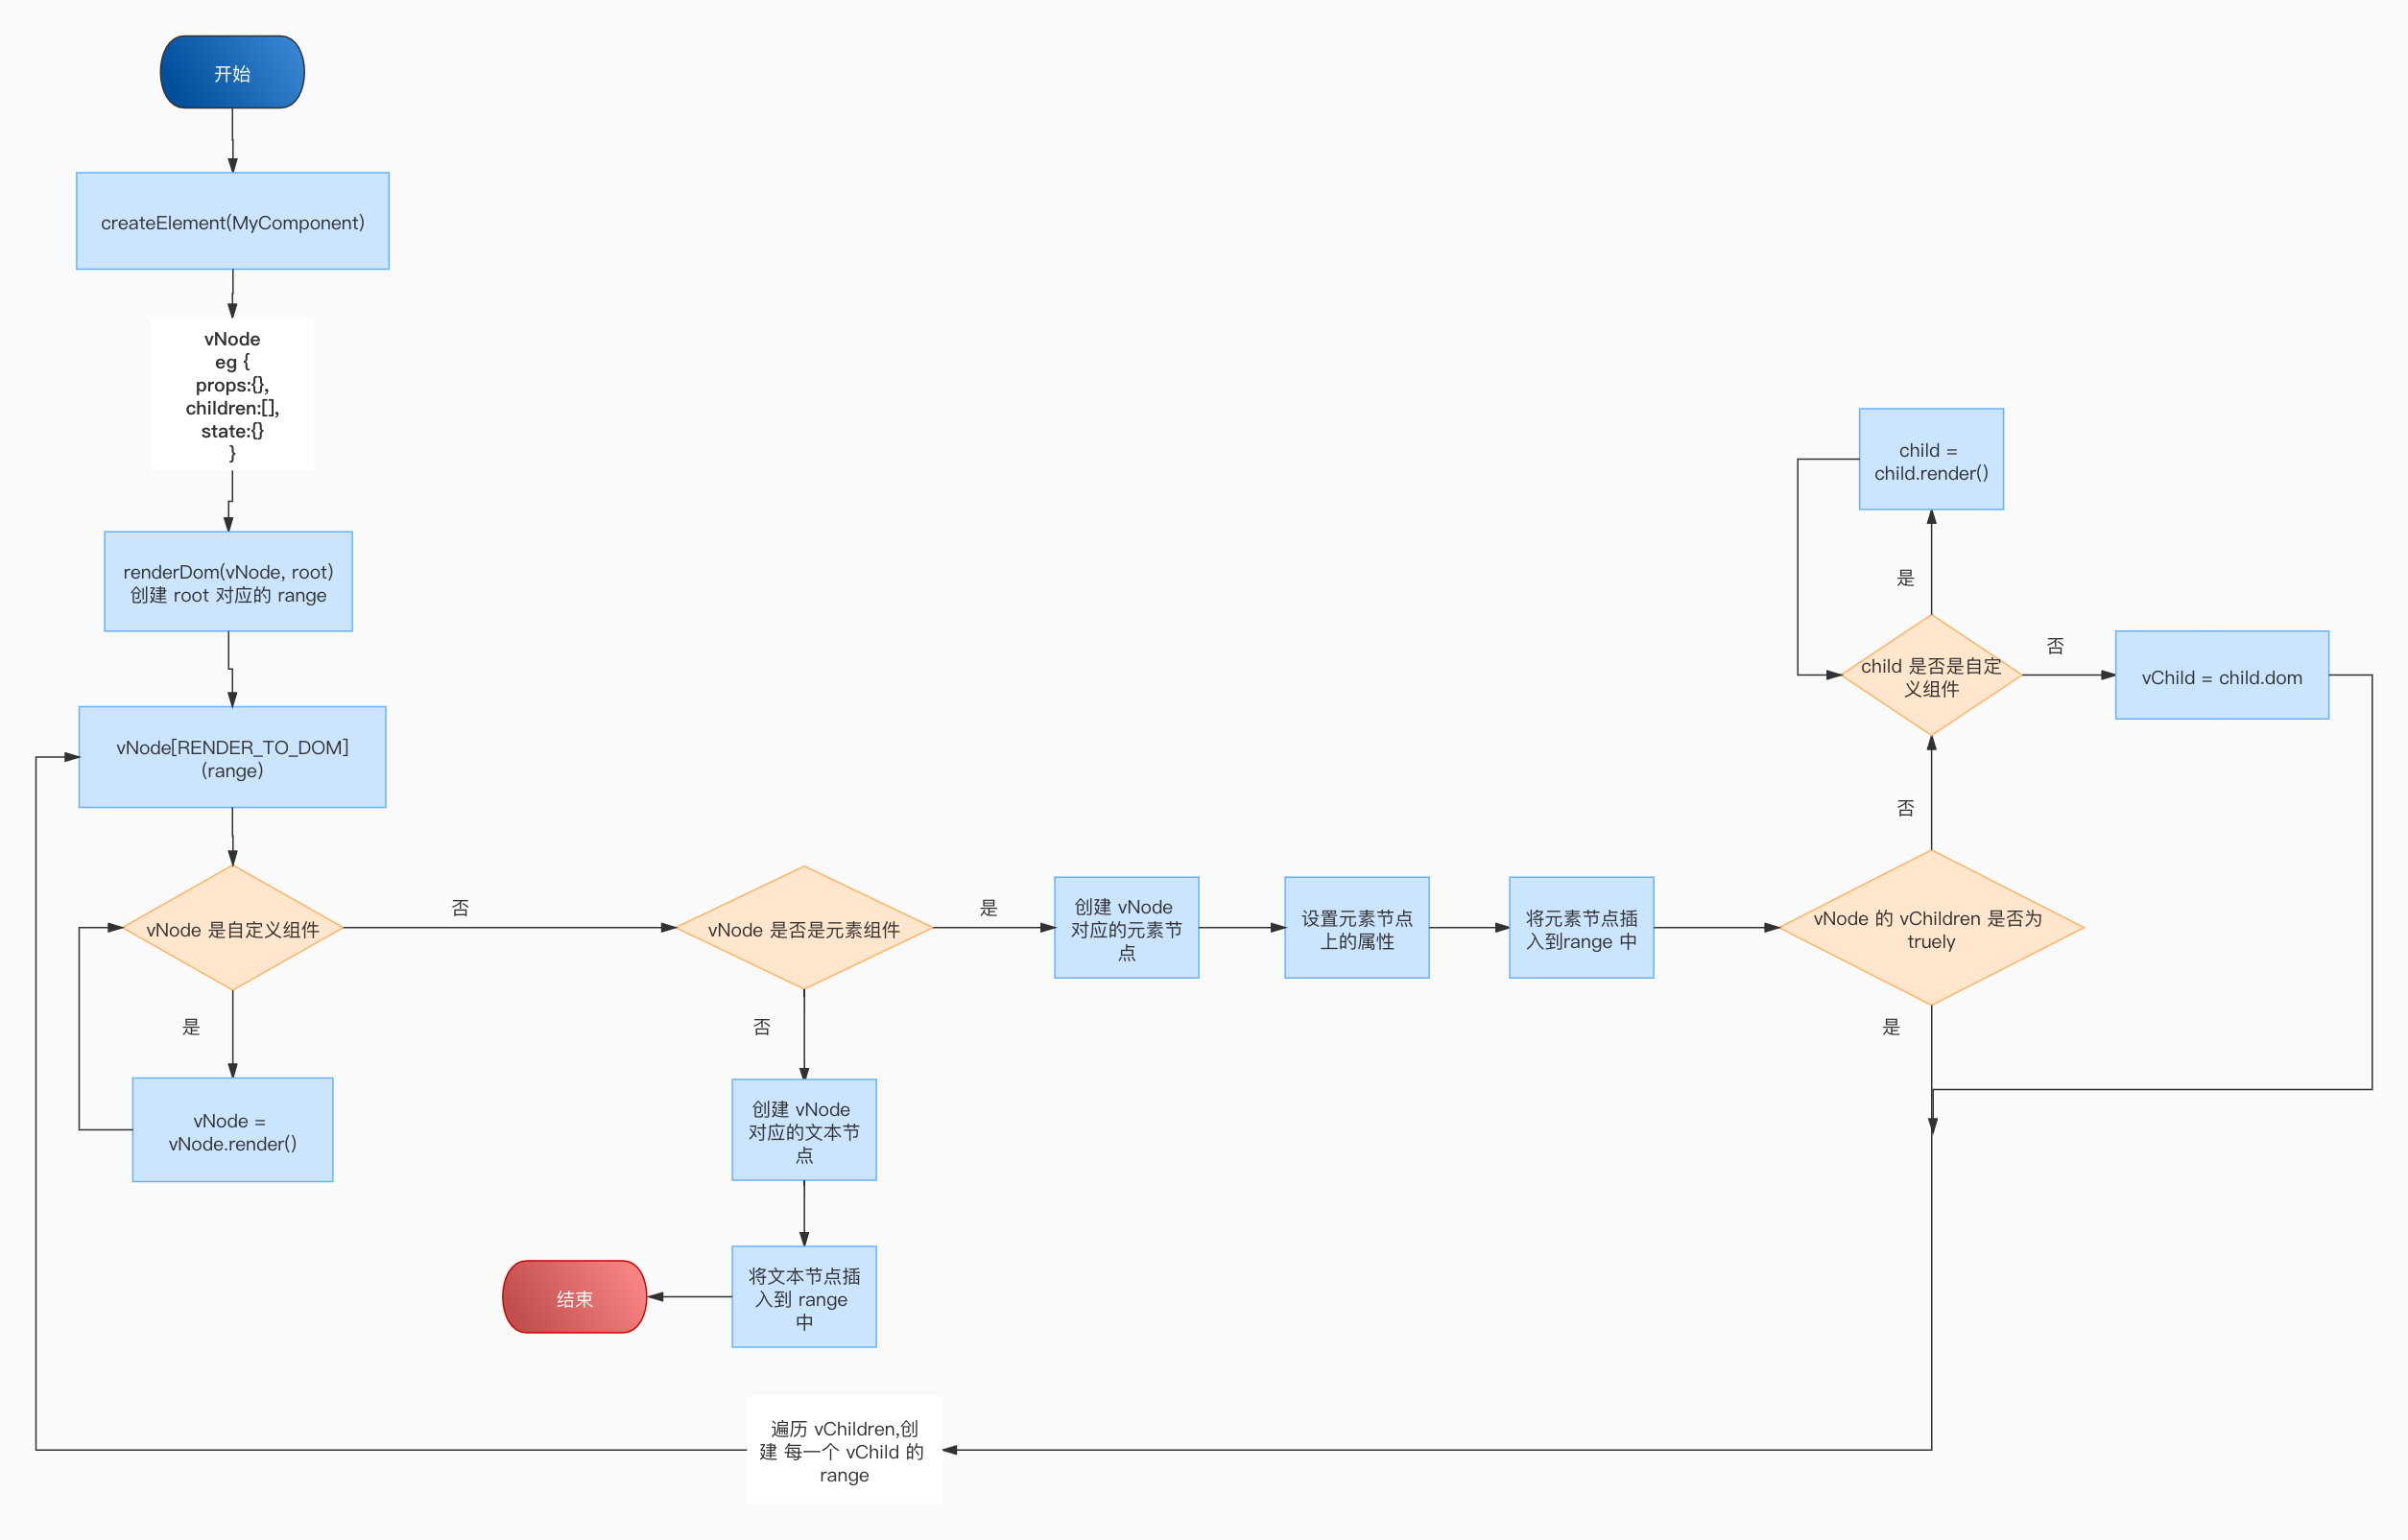 开始
createElement(MyComponent)
vNode
eg {
props:{},
children:[],
state:{}
}
renderDom(vNode, root)
创建 root 对应的 range
vNode[RENDER_TO_DOM]
(range)
vNode 是自定义组件
否
是
vNode =
vNode.render()
vNode 是否是元素组件
是
否
创建 vNode
对应的文本节
点
将文本节点插
入到 range
中
结束
创建 vNode
对应的元素节
点
设置元素节点
上的属性
将元素节点插
入到range 中
vNode 的 vChildren 是否为
truely
否
是
child 是否是自定
义组件
是
child =
child.render()
否
vChild = child.dom
遍历 vChildren,创
建 每一个 vChild 的
range